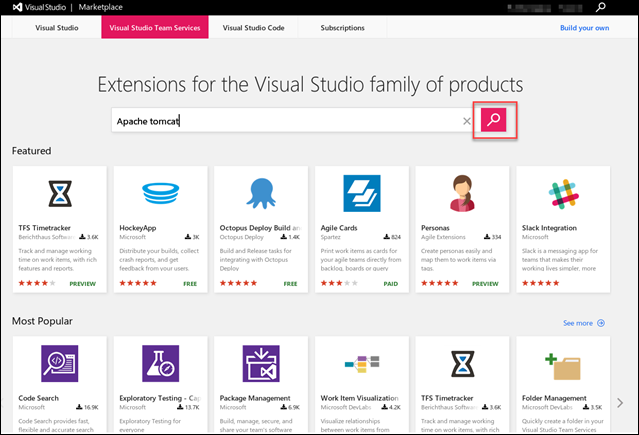 Visual Studio | Marketplace
Visual Studio Visual Studio Team Services Visual Studio Code Subscriptions Build your own
Extensions for the Visual Studio family of products
Apache tomcat
Featured
TFS Timetracker HockeyApp Octopus Deploy Build and Agile Cards Personas Slack Integration
Berichthaus Softwar 3.6K Microsoft 3K Octopus Deploy 1.4K Spartez 824 Agile Extensions 334 Microsoft
Track and manage working Distribute your builds, collect Build and Release tasks for Print work items as cards for Create personas easily and Slack is a messaging app for
time on work items, with rich crash reports, and get integrating with Octopus your agile teams directly from map them to work items via teams that makes their
features and reports. feedback from your users. Deploy backlog, boards or query tags. working lives simpler, more
PREVIEW FREE FREE PAID PREVIEW
Most Popular See more
Code Search Exploratory Testing - Cap Package Management Work Item Visualization TFS Timetracker Folder Management
Microsoft 16.9K Microsoft 13.7K Microsoft 6.9K Microsoft DevLabs 4.2K Berichthaus Softwar 3.6K Microsoft DevLabs 3.5K
Code Search provides fast, Exploratory Testing for Build, manage, secure, and Visualize relationships Track and manage working Quickly create a folder in
flexible and accurate search everyone share your team's software between work items from time on work items, with rich your Visual Studio Team